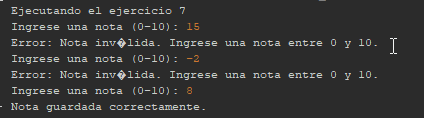 Ejecutando el ejercicio 7
Ingrese una nota (0-10): 15
Error: Nota inv�lida. Ingrese una nota entre 0 y 10.
Ingrese una nota (0-10): -2
Error: Nota inv�lida. Ingrese una nota entre 0 y 10.
Ingrese una nota (0-10): 8
Nota guardada correctamente.